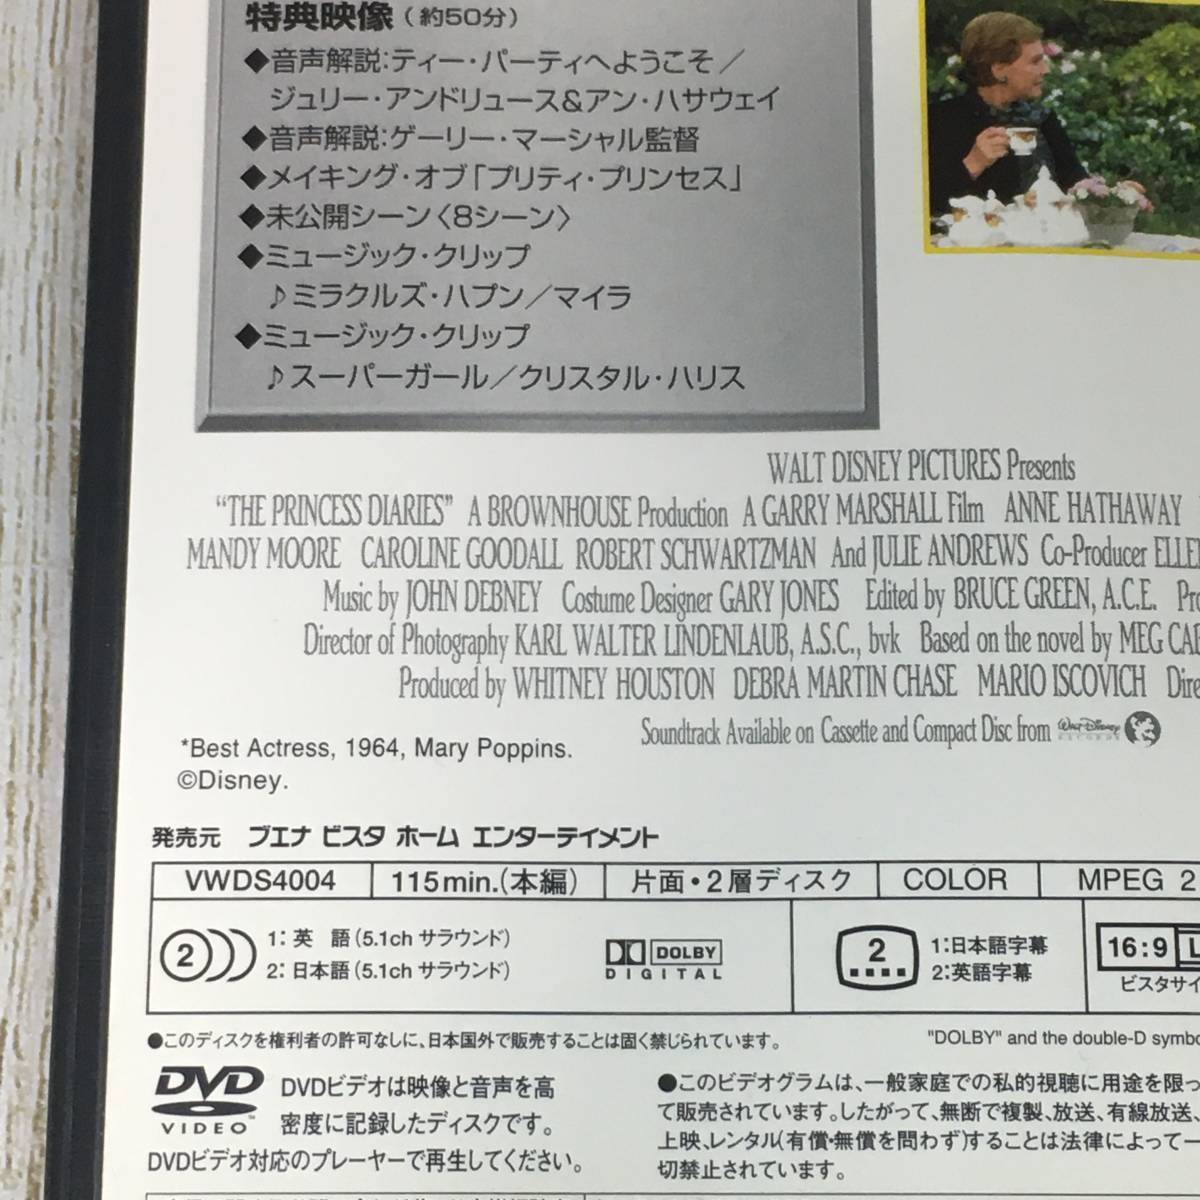 特典映像(約50分)
◆音声解説:ティー・パーティへようこそ/
ジュリー・アンドリュース&アン・ハサウェイ
◆音声解説:ゲーリー・マーシャル監督
◆メイキング・オブ「プリティ・プリンセス」
◆未公開シーン〈8シーン〉
◆ミュージック・クリップ
♪ミラクルズ・ハプン/マイラ
◆ミュージック・クリップ
♪スーパーガール/クリスタル・ハリス
WALT DISNEY PICTURES Presents
“THE PRINCESS DIARIES” A BROWNHOUSE Production A GARRY MARSHALL Film ANNE HATHAWAY
MANDY MOORE CAROLINE GOODALL ROBERT SCHWARTZMAN And JULIE ANDREWS Co-Producer ELLE
Music by JOHN DEBNEY Costume Designer GARY JONES Edited by BRUCE GREEN, A.C.E. Pro
Director of Photography KARL WALTER LINDENLAUB, A.S.C., bvk Based on the novel by MEG CA
Produced by WHITNEY HOUSTON DEBRA MARTIN CHASE MARIO ISCOVICH Dire
Soundtrack Available on Cassette and Compact Disc from Walt Disney RECORDS
*Best Actress, 1964, Mary Poppins.
©Disney.
発売元 ブエナ ビスタ ホーム エンターテイメント
VWDS4004 115min.(本編) 片面・2層ディスク COLOR MPEG 2
2 1:英 語(5.1ch サラウンド)
2:日本語(5.1ch サラウンド)
DOLBY
DIGITAL
2 1:日本語字幕
2:英語字幕
16:9 L
ビスタサイ
●このディスクを権利者の許可なしに、日本国外で販売することは固く禁じられています。
"DOLBY" and the double-D symbo
DVD
VIDEO™
DVDビデオは映像と音声を高
密度に記録したディスクです。
DVDビデオ対応のプレーヤーで再生してください。
●このビデオグラムは、一般家庭での私的視聴に用途を限っ
て販売されています。したがって、無断で複製、放送、有線放送、
上映、レンタル(有償・無償を問わず)することは法律によって一
切禁止されています。